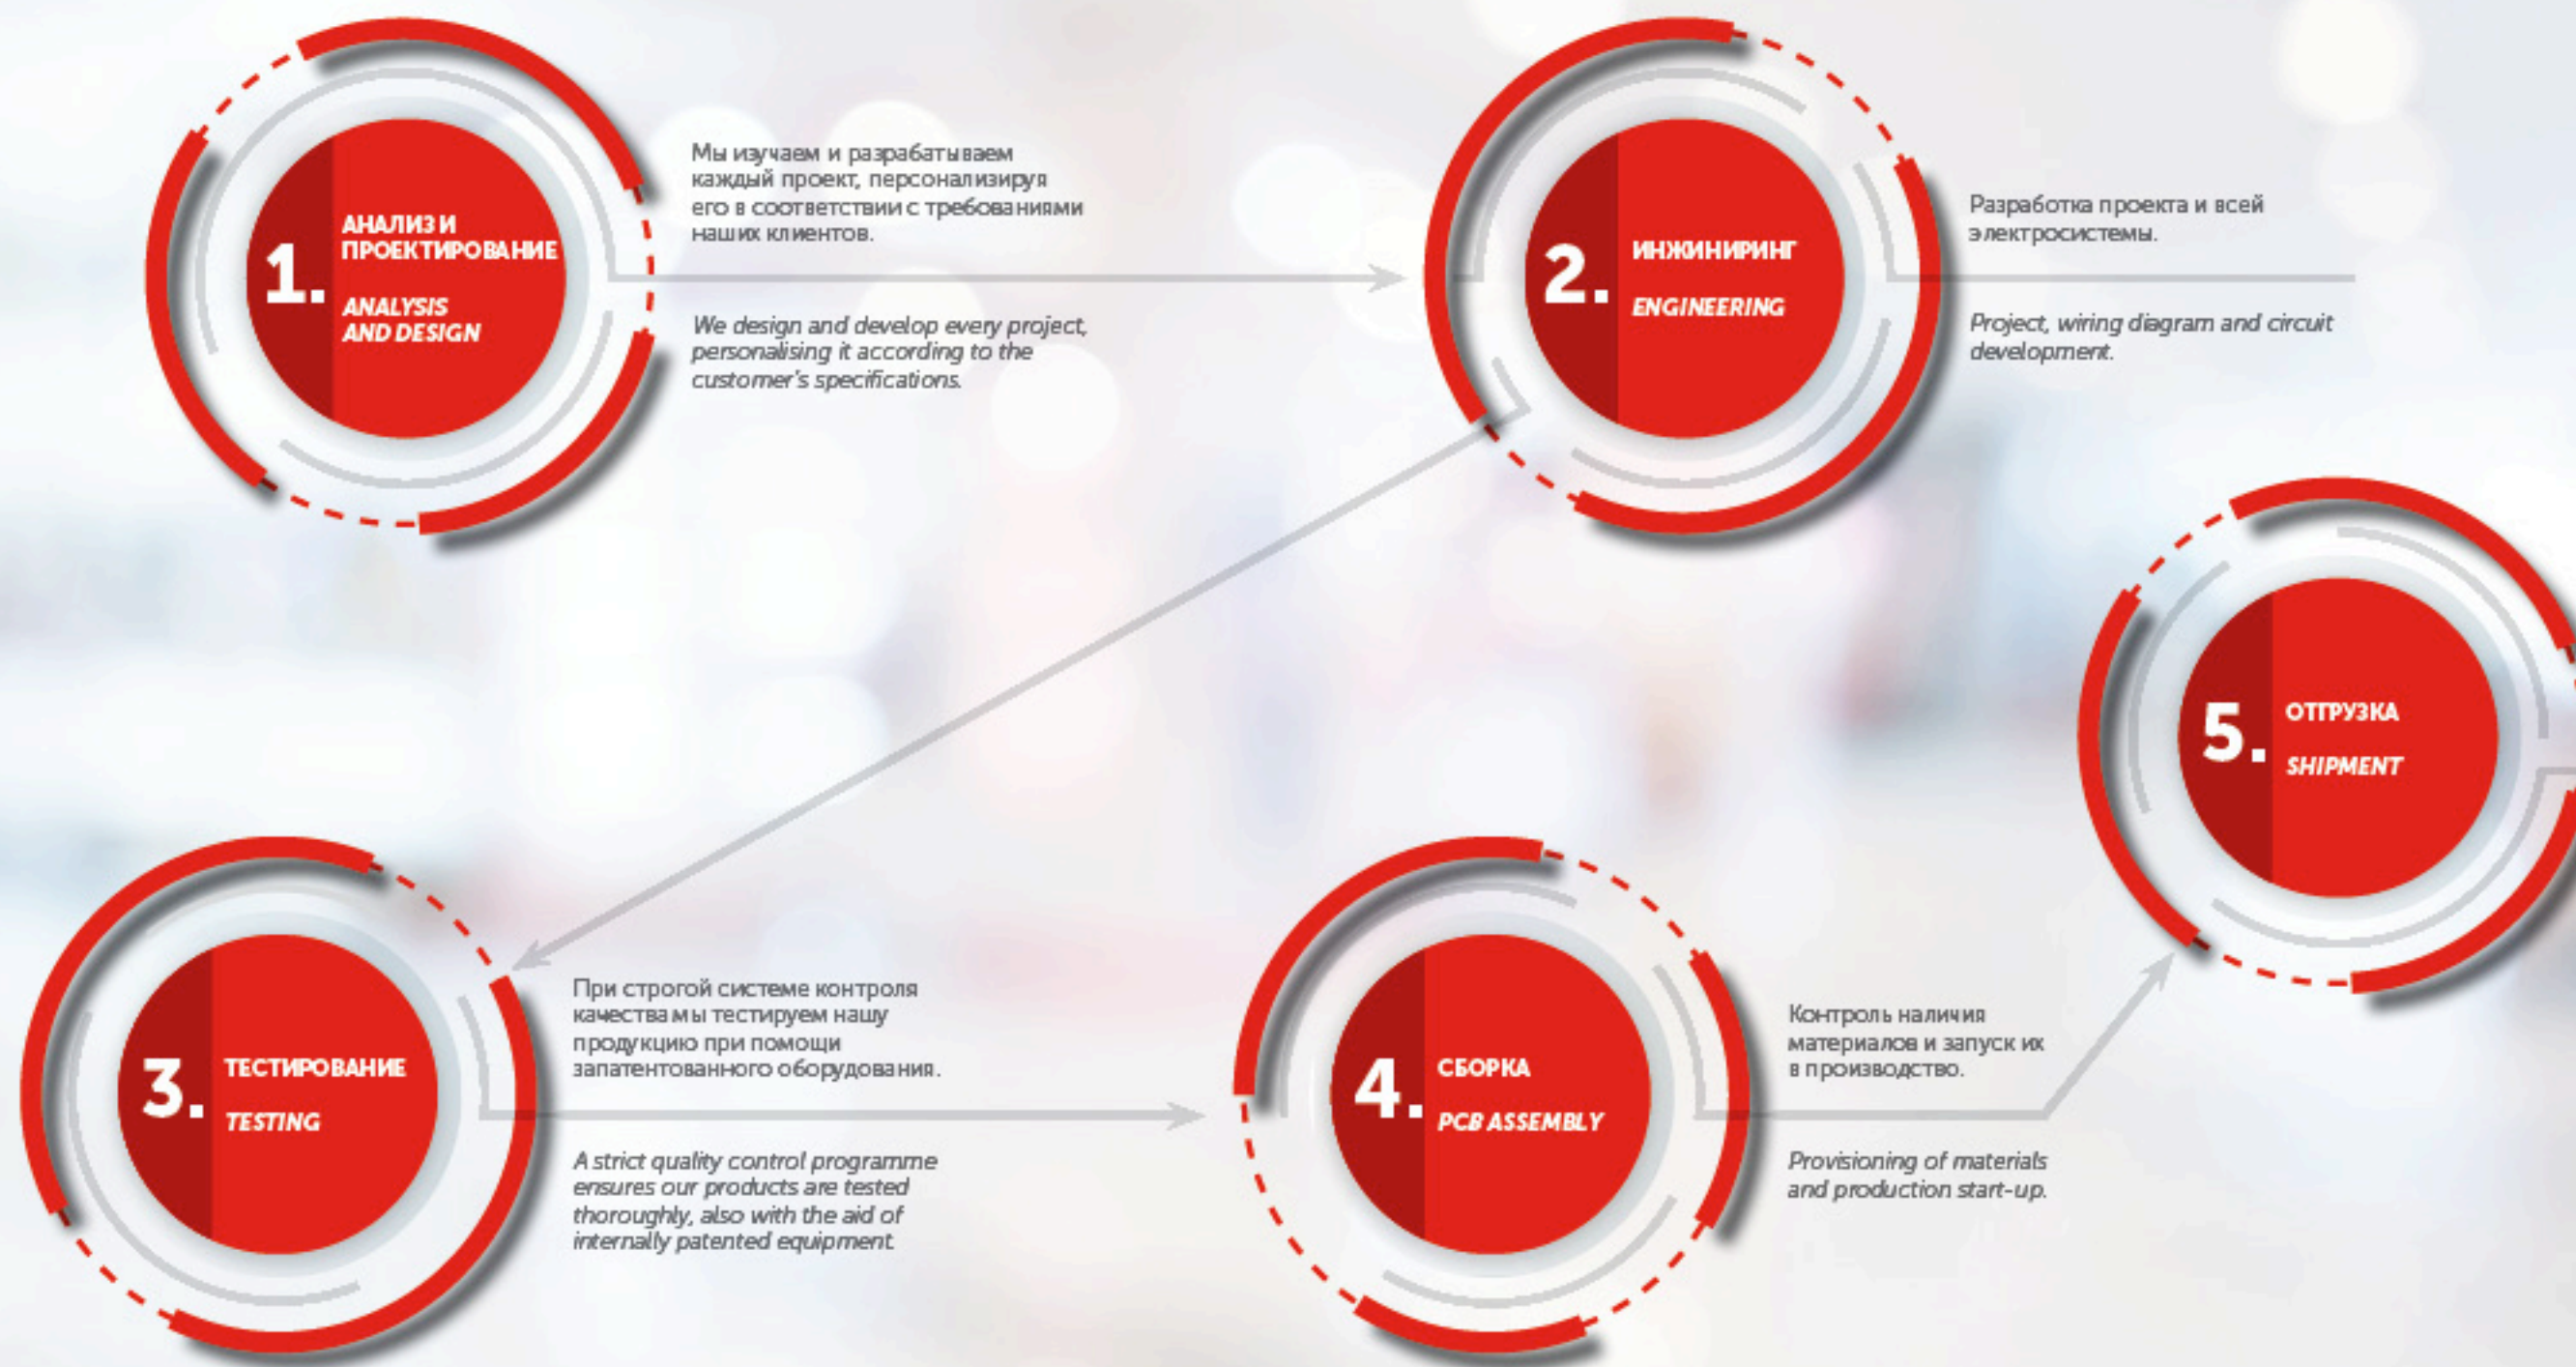 1.
АНАЛИЗ И
ПРОЕКТИРОВАНИЕ
ANALYSIS
AND DESIGN
Мы изучаем и разрабатываем
каждый проект, персонализируя
его в соответствии с требованиями
наших клиентов.
We design and develop every project,
personalising it according to the
customer's specifications.
2.
ИНЖИНИРИНГ
ENGINEERING
Разработка проекта и всей
электросистемы.
Project, wiring diagram and circuit
development.
3.
ТЕСТИРОВАНИЕ
TESTING
При строгой системе контроля
качества мы тестируем нашу
продукцию при помощи
запатентованного оборудования.
A strict quality control programme
ensures our products are tested
thoroughly, also with the aid of
internally patented equipment.
4.
СБОРКА
PCB ASSEMBLY
Контроль наличия
материалов и запуск их
в производство.
Provisioning of materials
and production start-up.
5.
ОТГРУЗКА
SHIPMENT